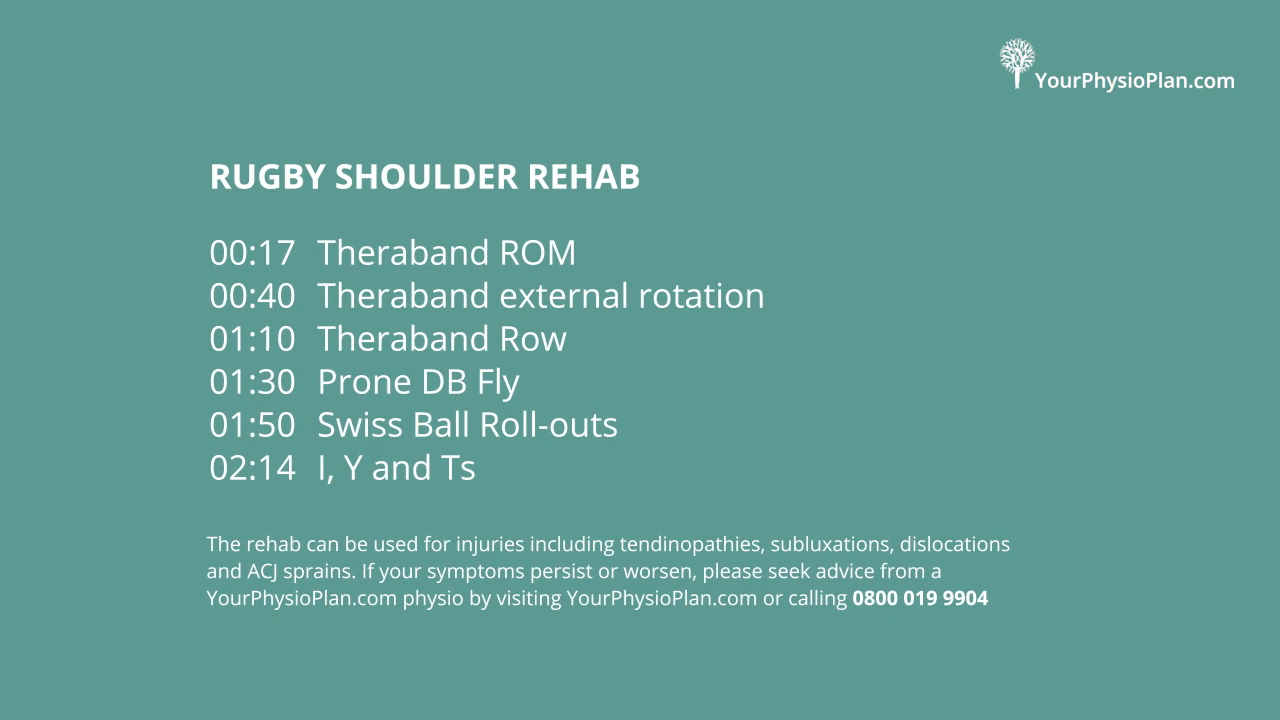 YourPhysioPlan.com
RUGBY SHOULDER REHAB
00:17 Theraband ROM
00:40 Theraband external rotation
01:10 Theraband Row
01:30 Prone DB Fly
01:50 Swiss Ball Roll-outs
02:14 I, Y and Ts
The rehab can be used for injuries including tendinopathies, subluxations, dislocations
and ACJ sprains. If your symptoms persist or worsen, please seek advice from a
YourPhysioPlan.com physio by visiting YourPhysioPlan.com or calling 0800 019 9904